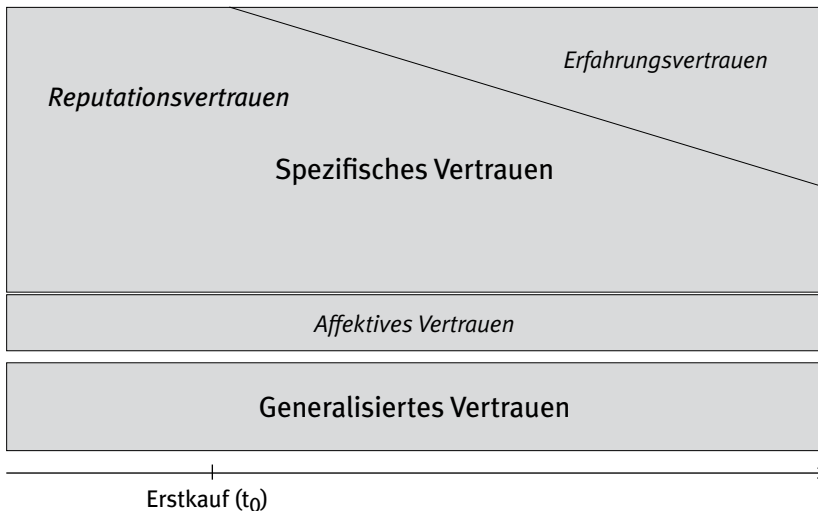 Erfahrungsvertrauen
Reputationsvertrauen
Spezifisches Vertrauen
Affektives Vertrauen
Generalisiertes Vertrauen
Erstkauf (t0)